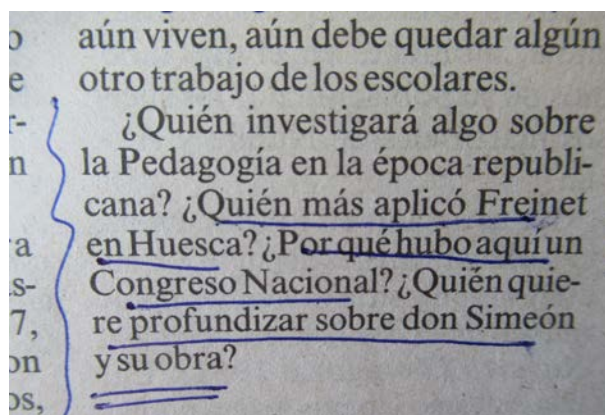 aún viven, aún debe quedar algún
otro trabajo de los escolares.
¿Quién investigará algo sobre
la Pedagogía en la época republi-
cana? ¿Quién más aplicó Freinet
en Huesca? ¿Por qué hubo aquí un
Congreso Nacional? ¿Quién quie-
re profundizar sobre don Simeón
y su obra?